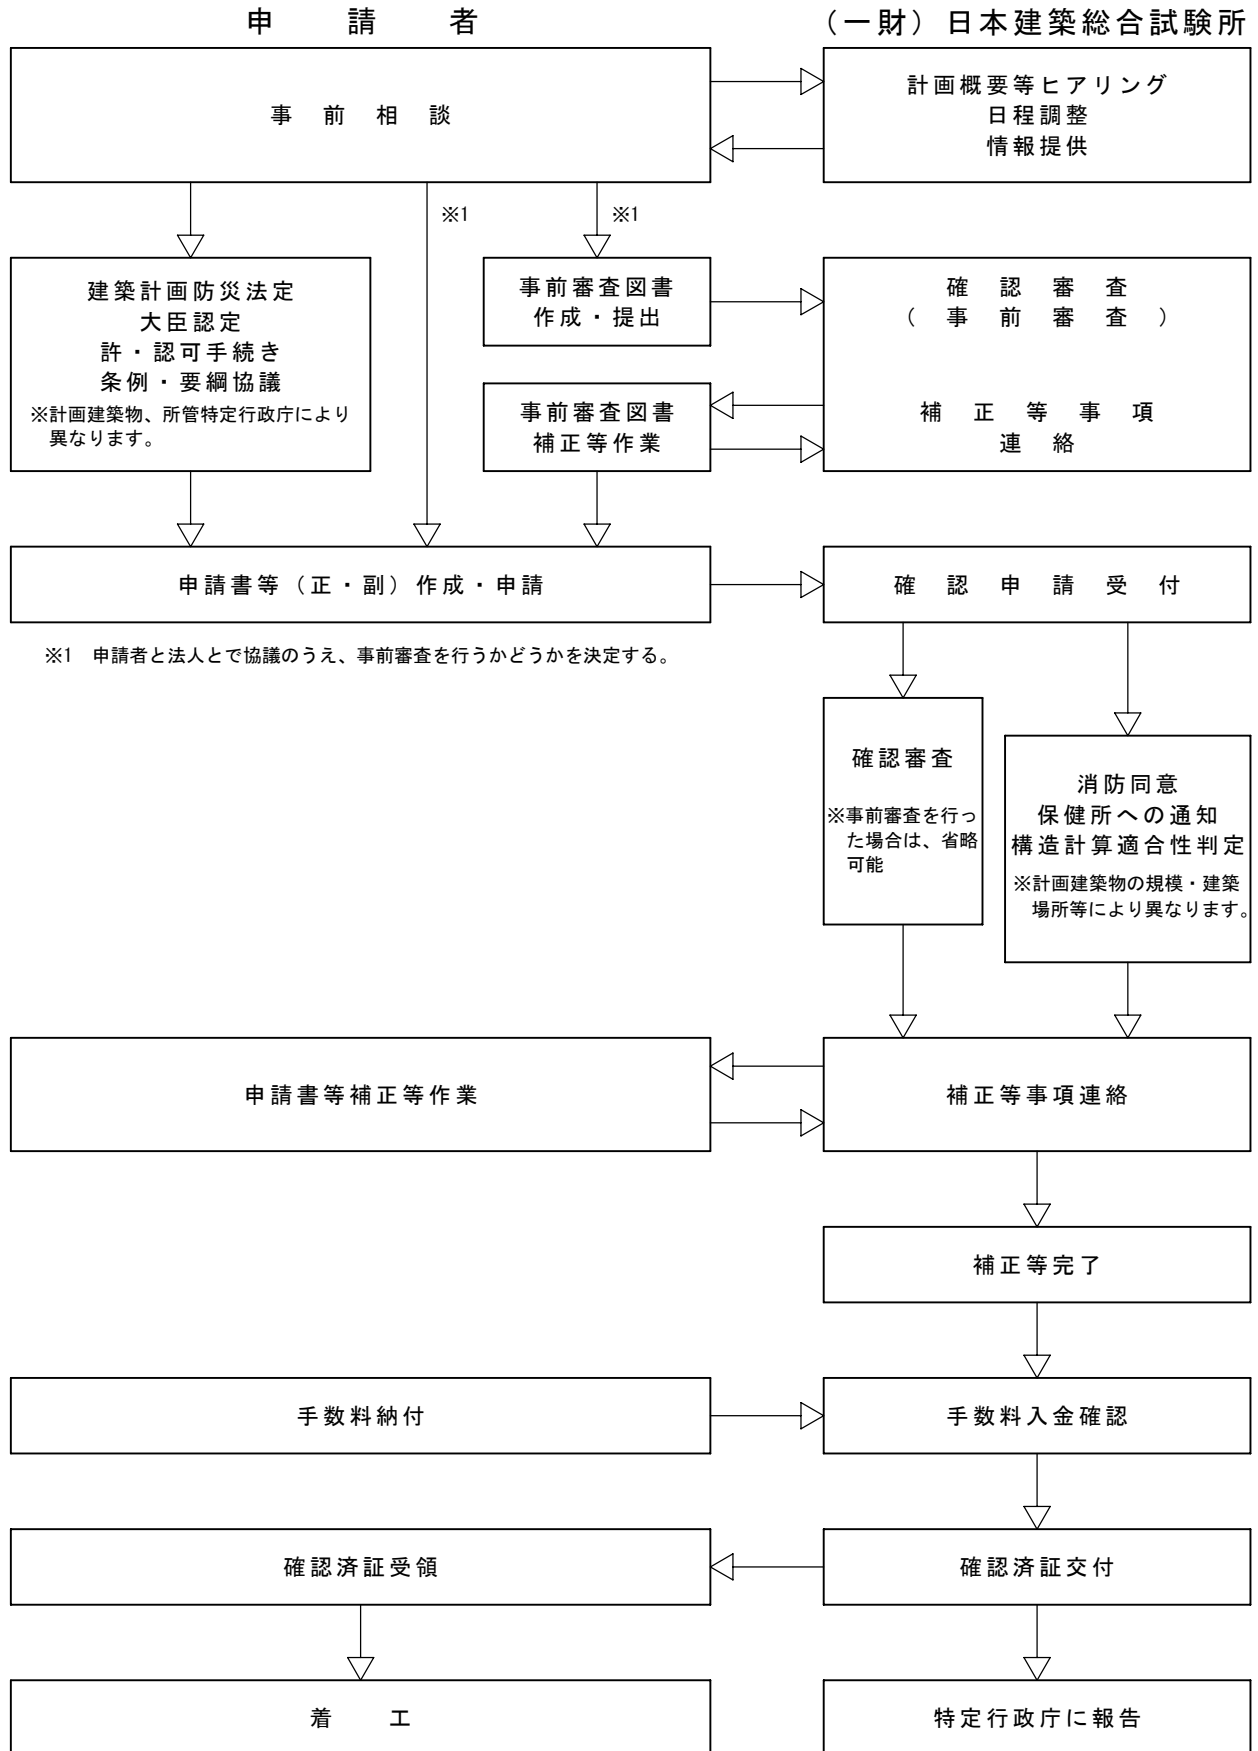 申請者
（一財）日本建築総合試験所
事前相談
計画概要等ヒアリング
日程調整
情報提供
※1
※1
建築計画防災法定
大臣認定
許・認可手続き
条例・要綱協議
※計画建築物、所管特定行政庁により
異なります。
事前審査図書
作成・提出
確認審査
（事前審査）
事前審査図書
補正等作業
補正等事項
連絡
申請書等（正・副）作成・申請
確認申請受付
※1　申請者と法人とで協議のうえ、事前審査を行うかどうかを決定する。
確認審査
※事前審査を行っ
た場合は、省略
可能
消防同意
保健所への通知
構造計算適合性判定
※計画建築物の規模・建築
場所等により異なります。
申請書等補正等作業
補正等事項連絡
補正等完了
手数料納付
手数料入金確認
確認済証受領
確認済証交付
着工
特定行政庁に報告